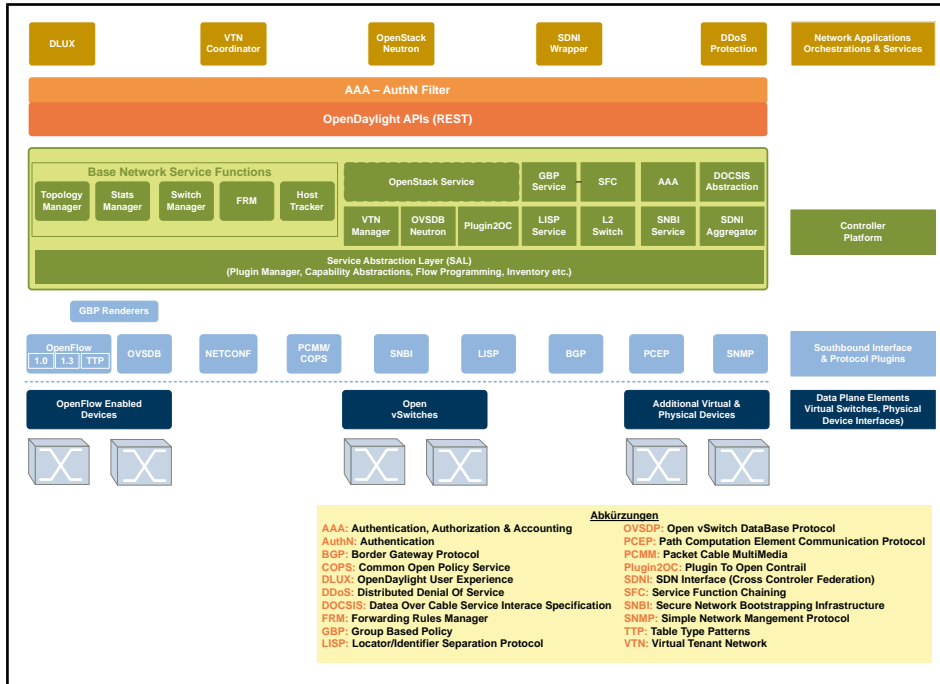 DLUX
VTN
Coordinator
OpenStack
Neutron
SDNI
Wrapper
DDoS
Protection
Network Applications
Orchestrations & Services
AAA – AuthN Filter
OpenDaylight APIs (REST)
Base Network Service Functions
Topology
Manager
Stats
Manager
Switch
Manager
FRM
Host
Tracker
OpenStack Service
GBP
Service
SFC
AAA
DOCSIS
Abstraction
VTN
Manager
OVSDB
Neutron
Plugin2OC
LISP
Service
L2
Switch
SNBI
Service
SDNI
Aggregator
Controller
Platform
Service Abstraction Layer (SAL)
(Plugin Manager, Capability Abstractions, Flow Programming, Inventory etc.)
GBP Renderers
OpenFlow
1.0
1.3
TTP
OVSDB
NETCONF
PCMM/
COPS
SNBI
LISP
BGP
PCEP
SNMP
Southbound Interface
& Protocol Plugins
OpenFlow Enabled
Devices
Open
vSwitches
Additional Virtual &
Physical Devices
Data Plane Elements
Virtual Switches, Physical
Device Interfaces)
Abkürzungen
AAA: Authentication, Authorization & Accounting
AuthN: Authentication
BGP: Border Gateway Protocol
COPS: Common Open Policy Service
DLUX: OpenDaylight User Experience
DDoS: Distributed Denial Of Service
DOCSIS: Datea Over Cable Service Interace Specification
FRM: Forwarding Rules Manager
GBP: Group Based Policy
LISP: Locator/Identifier Separation Protocol
OVSDP: Open vSwitch DataBase Protocol
PCEP: Path Computation Element Communication Protocol
PCMM: Packet Cable MultiMedia
Plugin2OC: Plugin To Open Contrail
SDNI: SDN Interface (Cross Controler Federation)
SFC: Service Function Chaining
SNBI: Secure Network Bootstrapping Infrastructure
SNMP: Simple Network Mangement Protocol
TTP: Table Type Patterns
VTN: Virtual Tenant Network